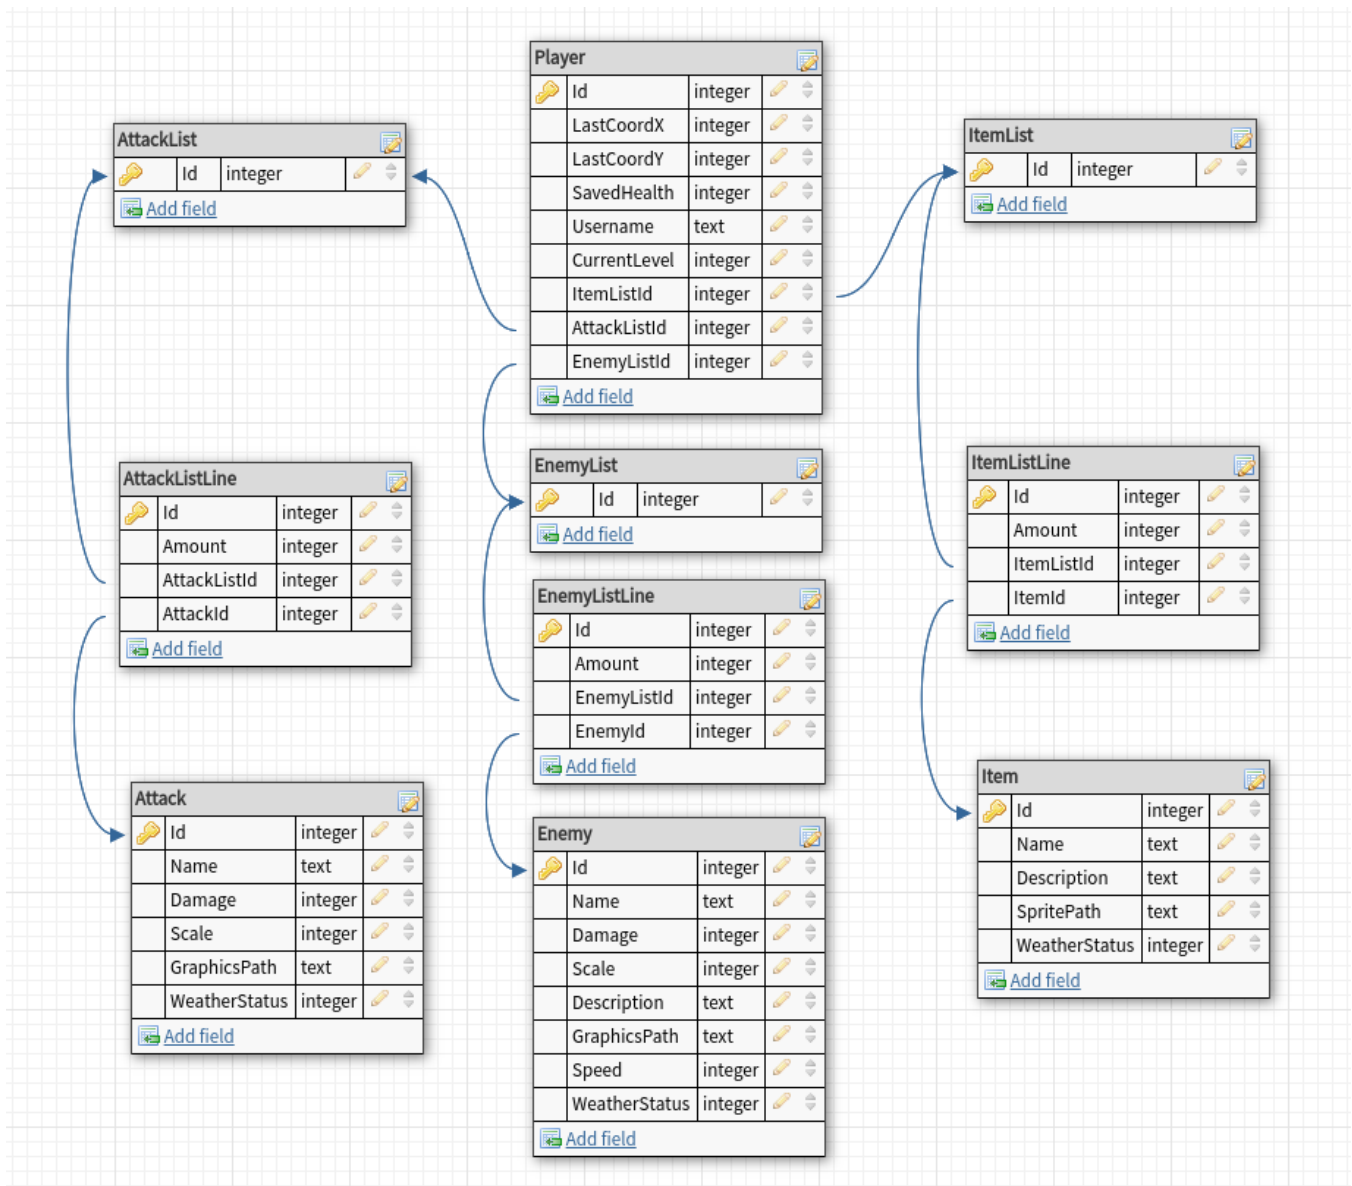 Player
Id integer
LastCoordX integer
LastCoordY integer
SavedHealth integer
Username text
CurrentLevel integer
ItemListId integer
AttackListId integer
EnemyListId integer
Add field
AttackList
Id integer
Add field
ItemList
Id integer
Add field
AttackListLine
Id integer
Amount integer
AttackListId integer
AttackId integer
Add field
EnemyList
Id integer
Add field
ItemListLine
Id integer
Amount integer
ItemListId integer
ItemId integer
Add field
EnemyListLine
Id integer
Amount integer
EnemyListId integer
EnemyId integer
Add field
Attack
Id integer
Name text
Damage integer
Scale integer
GraphicsPath text
WeatherStatus integer
Add field
Enemy
Id integer
Name text
Damage integer
Scale integer
Description text
GraphicsPath text
Speed integer
WeatherStatus integer
Add field
Item
Id integer
Name text
Description text
SpritePath text
WeatherStatus integer
Add field